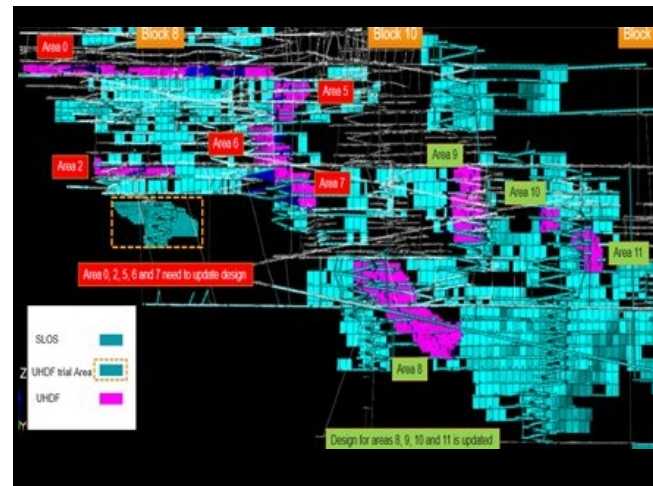 Block 8
Block 10
Block
Area 0
Area 5
Area 6
Area 9
Area 2
Area 7
Area 10
Area 11
Area 0, 2, 5, 6 and 7 need to update design
SLOS
Z
UHDF trial Area
UHDF
Area 8
Design for areas 8, 9, 10 and 11 is updated